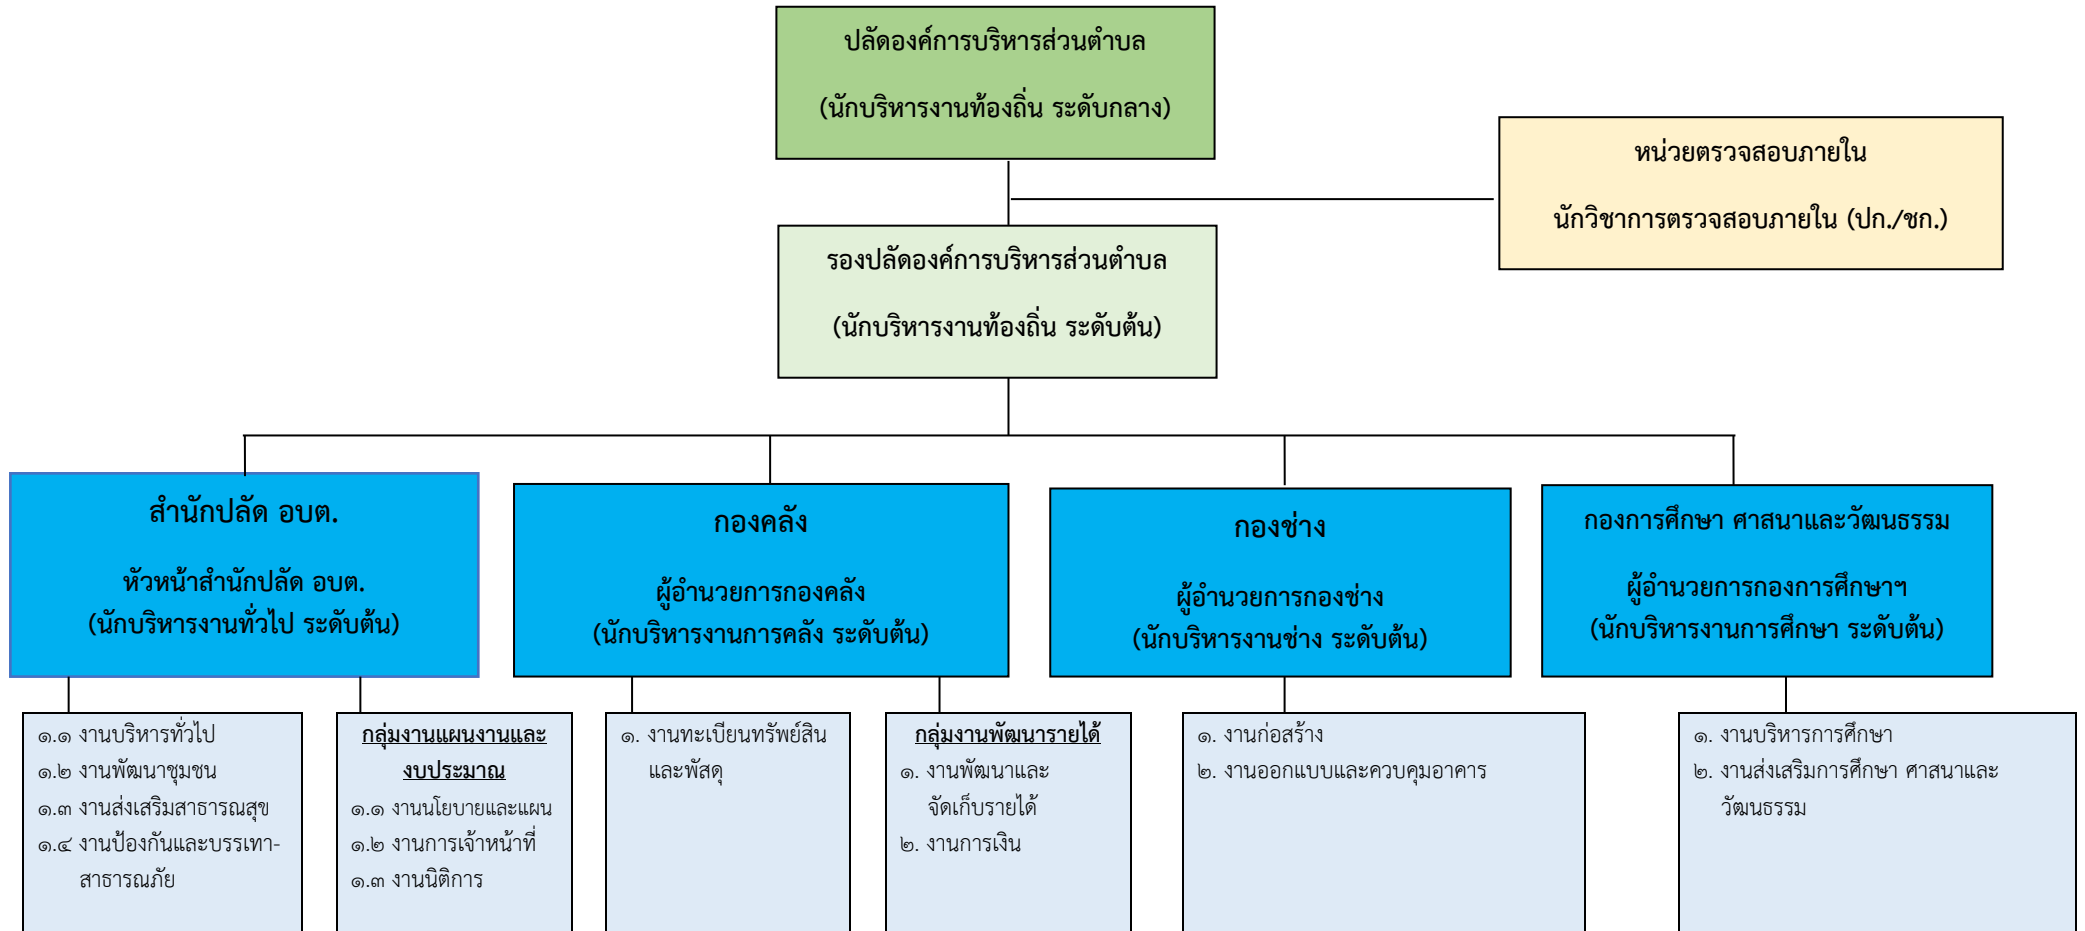 ปลัดองค์การบริหารส่วนตำบล
(นักบริหารงานท้องถิ่น ระดับกลาง)
หน่วยตรวจสอบภายใน
นักวิชาการตรวจสอบภายใน (ปก./ชก.)
รองปลัดองค์การบริหารส่วนตำบล
(นักบริหารงานท้องถิ่น ระดับต้น)
สำนักปลัด อบต.
หัวหน้าสำนักปลัด อบต.
(นักบริหารงานทั่วไป ระดับต้น)
กองคลัง
ผู้อำนวยการกองคลัง
(นักบริหารงานการคลัง ระดับต้น)
กองช่าง
ผู้อำนวยการกองช่าง
(นักบริหารงานช่าง ระดับต้น)
กองการศึกษา ศาสนาและวัฒนธรรม
ผู้อำนวยการกองการศึกษาฯ
(นักบริหารงานการศึกษา ระดับต้น)
๑.๑ งานบริหารทั่วไป
๑.๒ งานพัฒนาชุมชน
๑.๓ งานส่งเสริมสาธารณสุข
๑.๔ งานป้องกันและบรรเทา-
สาธารณภัย
กลุ่มงานแผนงานและ
งบประมาณ
๑.๑ งานนโยบายและแผน
๑.๒ งานการเจ้าหน้าที่
๑.๓ งานนิติการ
๑. งานทะเบียนทรัพย์สิน
และพัสดุ
กลุ่มงานพัฒนารายได้
๑. งานพัฒนาและ
จัดเก็บรายได้
๒. งานการเงิน
๑. งานก่อสร้าง
๒. งานออกแบบและควบคุมอาคาร
๑. งานบริหารการศึกษา
๒. งานส่งเสริมการศึกษา ศาสนาและ
วัฒนธรรม